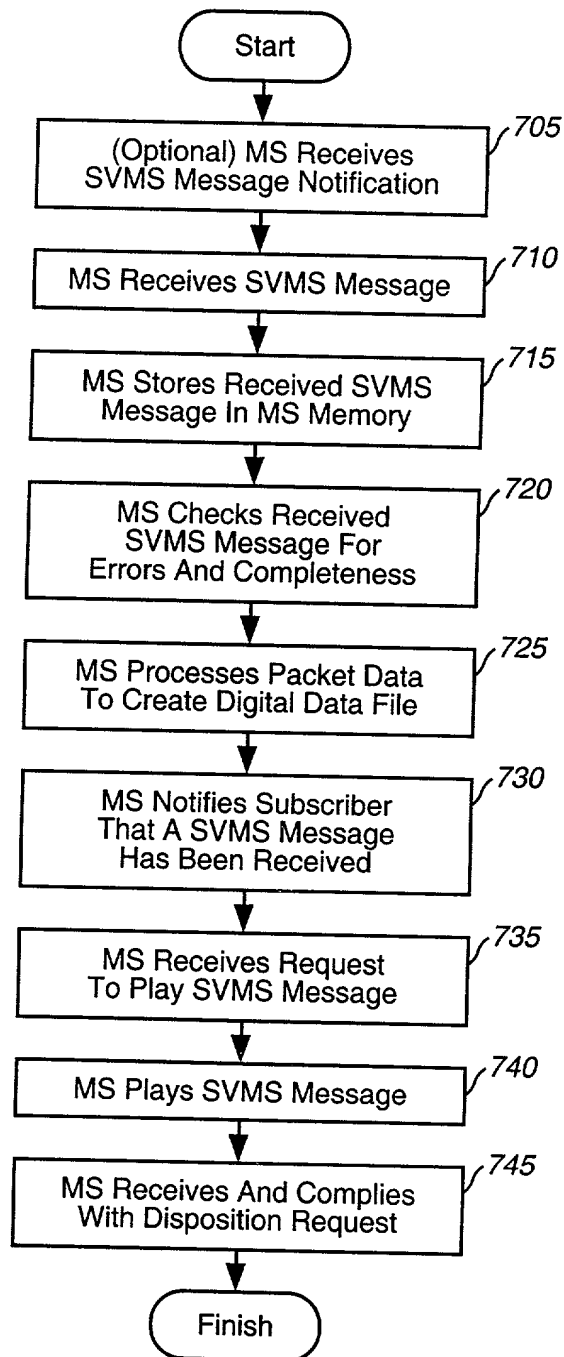 Start
705
(Optional) MS Receives
SVMS Message Notification
710
MS Receives SVMS Message
715
MS Stores Received SVMS
Message In MS Memory
720
MS Checks Received
SVMS Message For
Errors And Completeness
725
MS Processes Packet Data
To Create Digital Data File
730
MS Notifies Subscriber
That A SVMS Message
Has Been Received
735
MS Receives Request
To Play SVMS Message
740
MS Plays SVMS Message
745
MS Receives And Complies
With Disposition Request
Finish